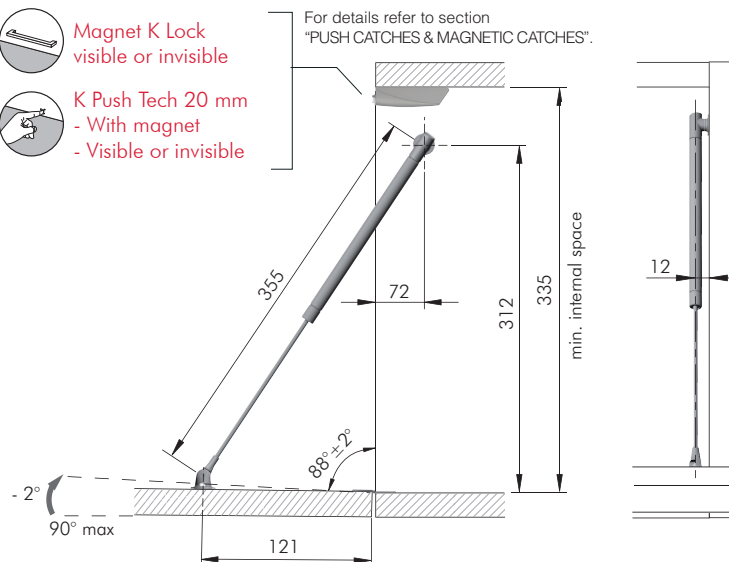 Magnet K Lock
visible or invisible
K Push Tech 20 mm
- With magnet
- Visible or invisible
For details refer to section
“PUSH CATCHES & MAGNETIC CATCHES”.
355
72
312
335
min. internal space
12
88°±2°
- 2°
90° max
121